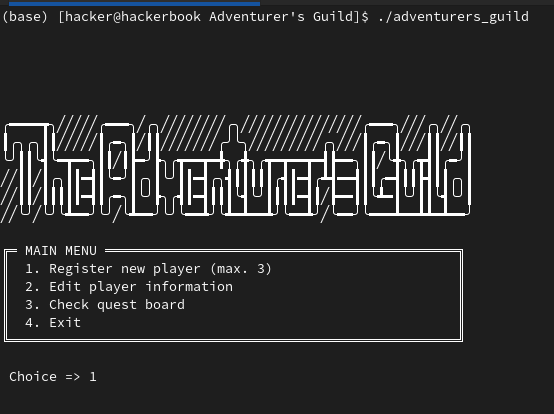 (base) [hacker@hackerbook Adventurer's Guild]$ ./adventurers_guild
The Adventurer Guild
MAIN MENU
1. Register new player (max. 3)
2. Edit player information
3. Check quest board
4. Exit
Choice => 1